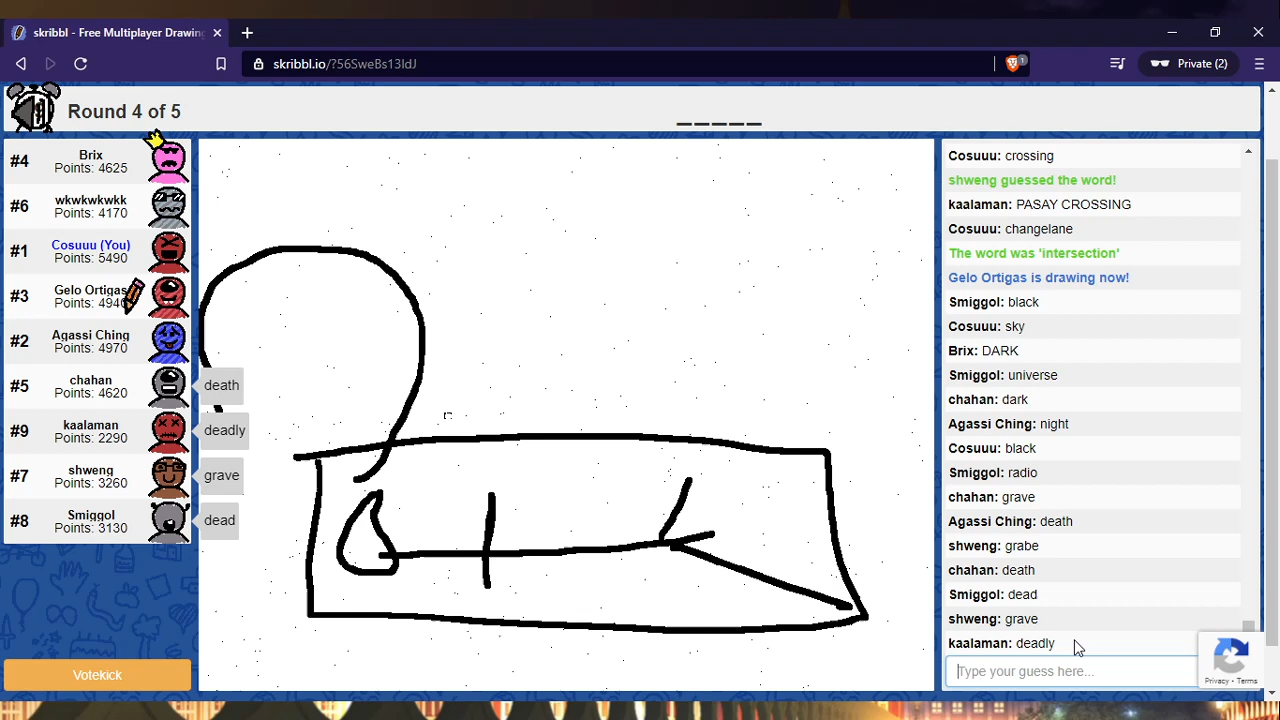 skribbl - Free Multiplayer Drawing
skribbl.io/?56SweBs13IdJ
1
Private (2)
Round 4 of 5
_ _ _ _ _
#4 Brix
Points: 4625
#6 wkwkwkwkk
Points: 4170
#1 Cosuuu (You)
Points: 5490
#3 Gelo Ortigas
Points: 4940
#2 Agassi Ching
Points: 4970
#5 chahan
Points: 4620
death
#9 kaalaman
Points: 2290
deadly
#7 shweng
Points: 3260
grave
#8 Smiggol
Points: 3130
dead
Votekick
Cosuuu: crossing
shweng guessed the word!
kaalaman: PASAY CROSSING
Cosuuu: changelane
The word was 'intersection'
Gelo Ortigas is drawing now!
Smiggol: black
Cosuuu: sky
Brix: DARK
Smiggol: universe
chahan: dark
Agassi Ching: night
Cosuuu: black
Smiggol: radio
chahan: grave
Agassi Ching: death
shweng: grabe
chahan: death
Smiggol: dead
shweng: grave
kaalaman: deadly
Type your guess here...
Privacy - Terms